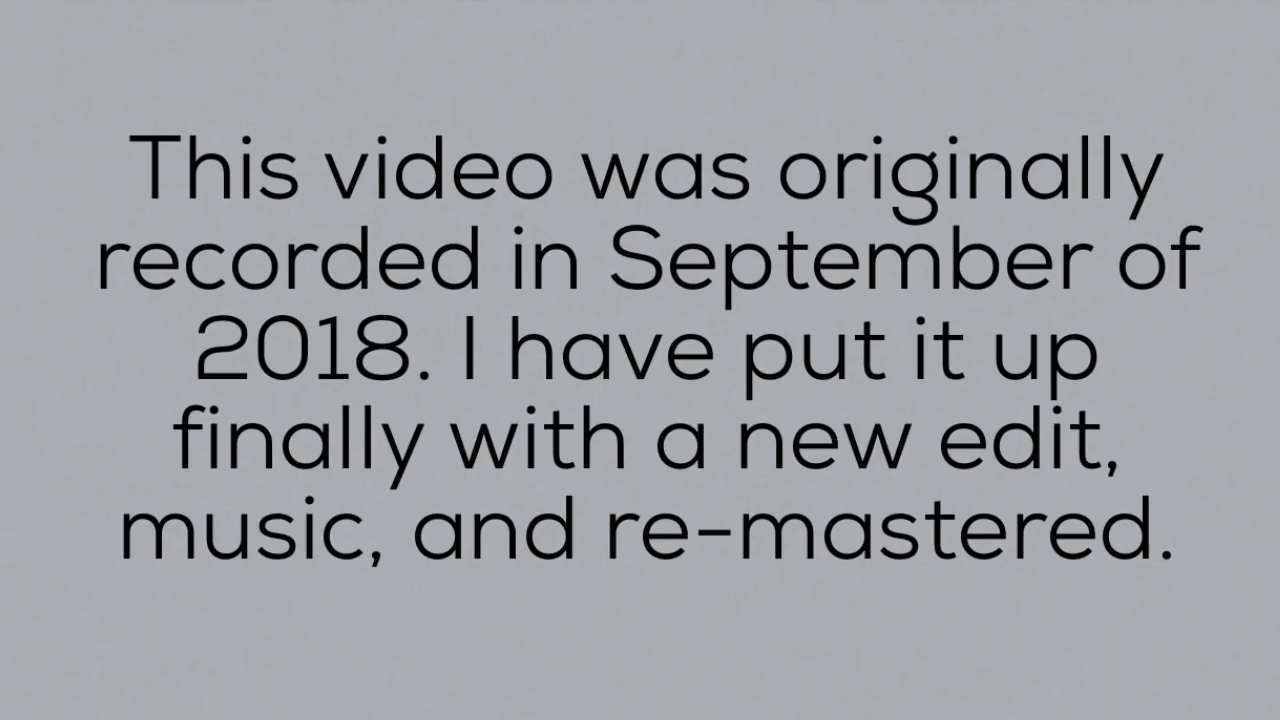 This video was originally
recorded in September of
2018. I have put it up
finally with a new edit,
music, and re-mastered.